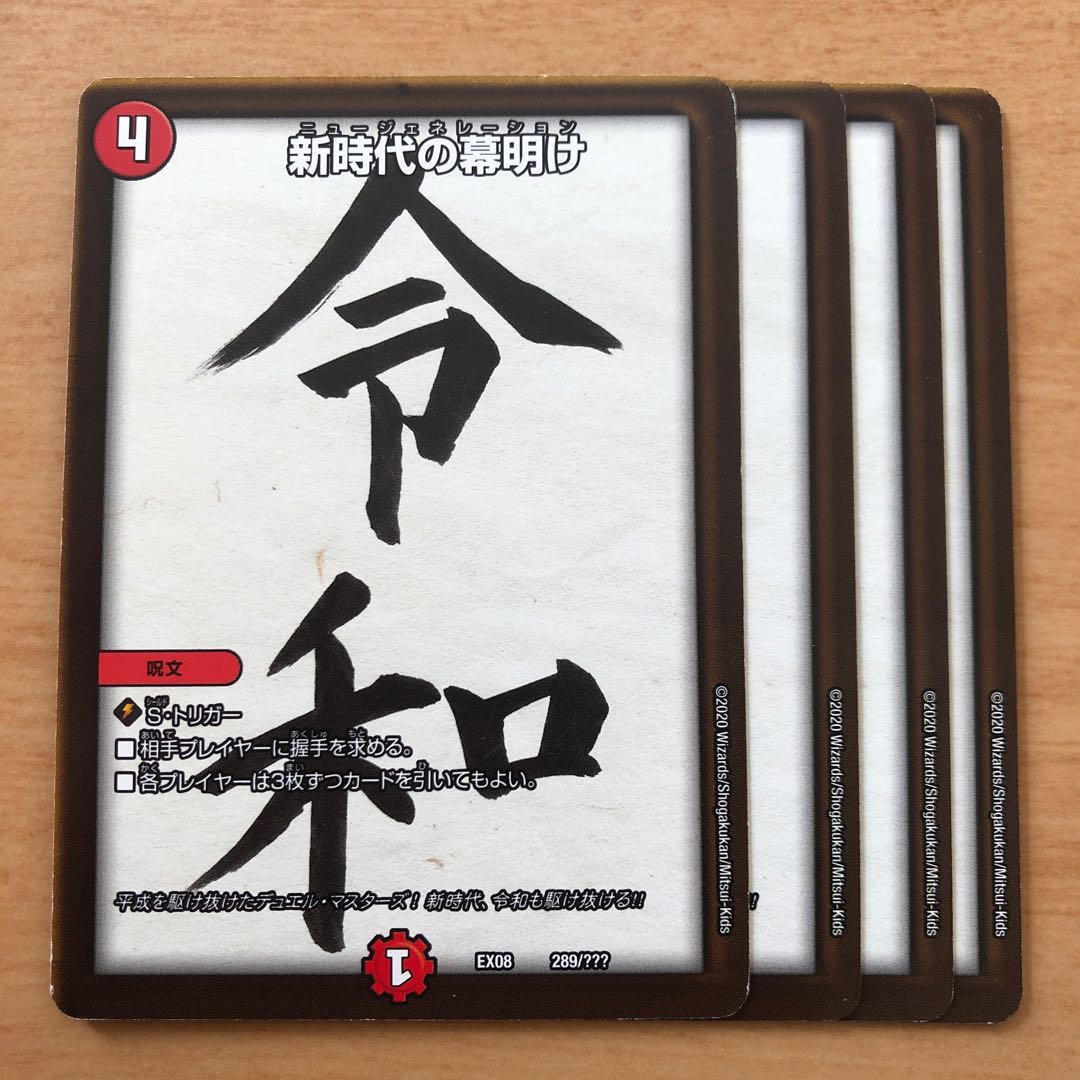 4
ニュージェネレーション
新時代の幕明け
令和
呪文
シールド
S・トリガー
あいて あくしゅ もと
■相手プレイヤーに握手を求める。
かく まい ひ
■各プレイヤーは3枚ずつカードを引いてもよい。
平成を駆け抜けたデュエル・マスターズ！新時代、令和も駆け抜ける!!
1
EX08 289/???
©2020 Wizards/Shogakukan/Mitsui-Kids
!!
©2020 Wizards/Shogakukan/Mitsui-Kids
©2020 Wizards/Shogakukan/Mitsui-Kids
©2020 Wizards/Shogakukan/Mitsui-Kids